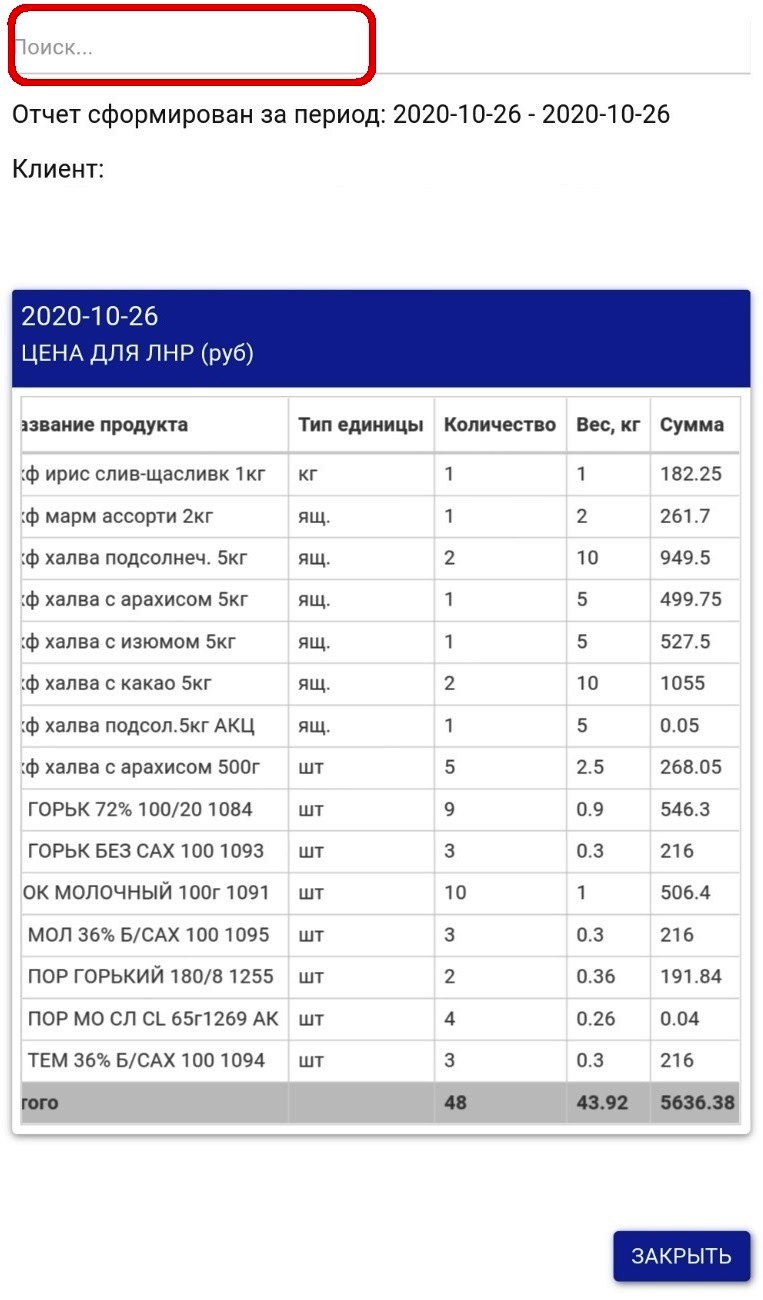 Поиск...
Отчет сформирован за период: 2020-10-26 - 2020-10-26
Клиент:
2020-10-26
ЦЕНА ДЛЯ ЛНР (руб)
азвание продукта Тип единицы Количество Вес, кг Сумма
кф ирис слив-щасливк 1кг кг 1 1 182.25
кф марм ассорти 2кг ящ. 1 2 261.7
кф халва подсолнеч. 5кг ящ. 2 10 949.5
кф халва с арахисом 5кг ящ. 1 5 499.75
кф халва с изюмом 5кг ящ. 1 5 527.5
кф халва с какао 5кг ящ. 2 10 1055
кф халва подсол.5кг АКЦ ящ. 1 5 0.05
кф халва с арахисом 500г шт 5 2.5 268.05
ГОРЬК 72% 100/20 1084 шт 9 0.9 546.3
ГОРЬК БЕЗ САХ 100 1093 шт 3 0.3 216
ОК МОЛОЧНЫЙ 100г 1091 шт 10 1 506.4
МОЛ 36% Б/САХ 100 1095 шт 3 0.3 216
ПОР ГОРЬКИЙ 180/8 1255 шт 2 0.36 191.84
ПОР МО СЛ CL 65г1269 АК шт 4 0.26 0.04
ТЕМ 36% Б/САХ 100 1094 шт 3 0.3 216
того 48 43.92 5636.38
ЗАКРЫТЬ